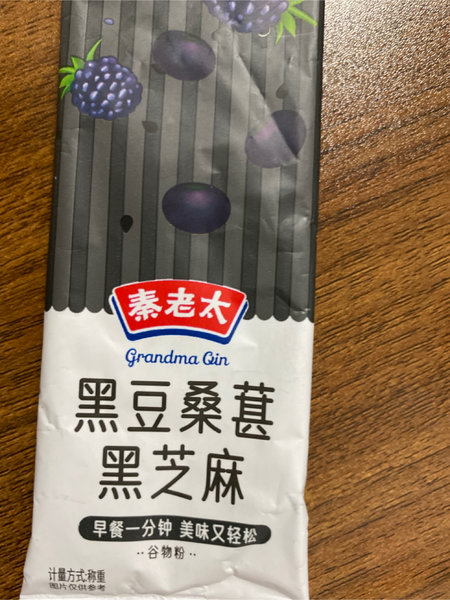 秦老太
Grandma Qin
黑豆桑葚
黑芝麻
早餐一分钟 美味又轻松
··谷物粉··
计量方式:称重
图片仅供参考